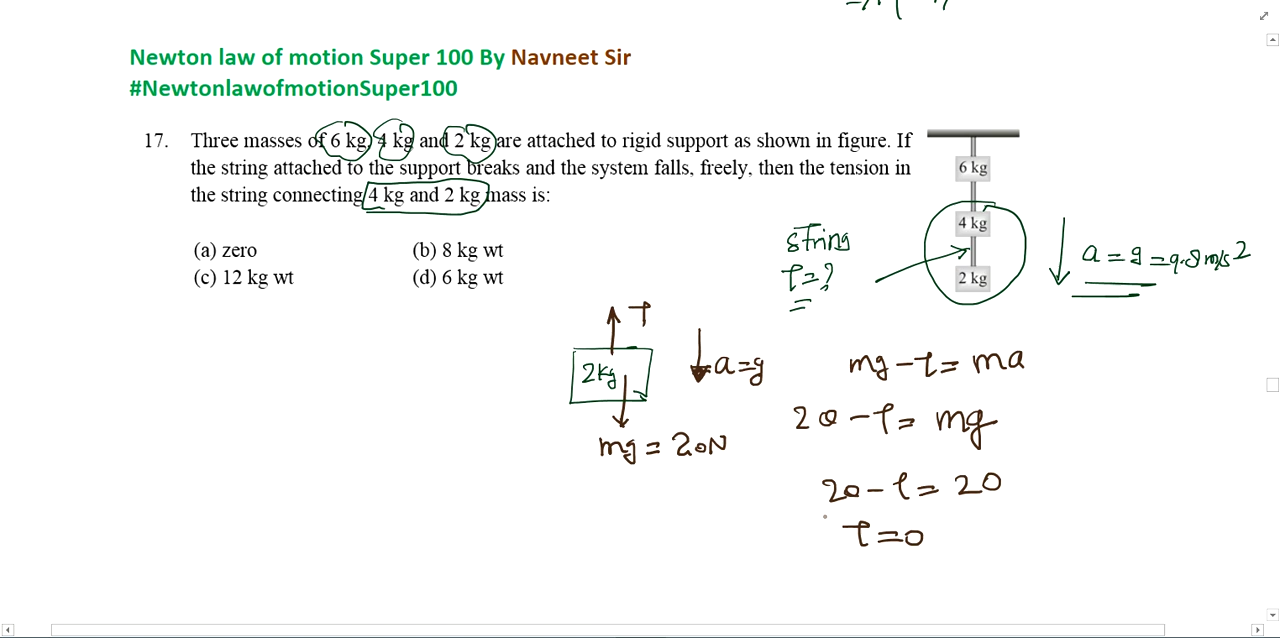 Newton law of motion Super 100 By Navneet Sir
#NewtonlawofmotionSuper100
17. Three masses of 6 kg, 4 kg and 2 kg are attached to rigid support as shown in figure. If
the string attached to the support breaks and the system falls, freely, then the tension in
the string connecting 4 kg and 2 kg mass is:
(a) zero (b) 8 kg wt
(c) 12 kg wt (d) 6 kg wt
6 kg
4 kg
2 kg
string
T=?
a=g=9.8 m/s2
T
2kg
a=g
mg = 20N
mg-T= ma
20-T= mg
20-T= 20
T=0